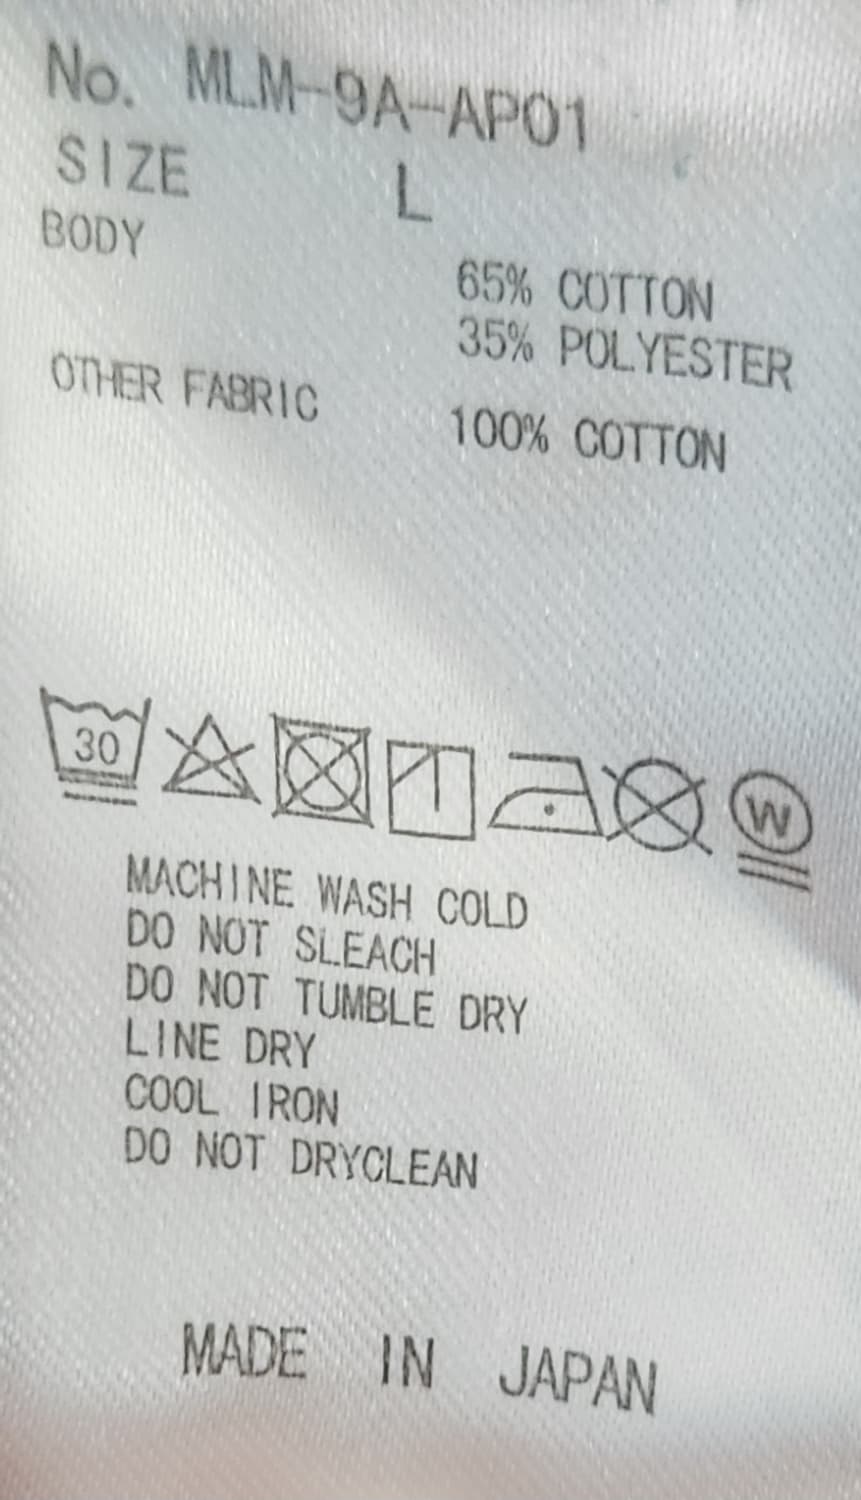 No. MLM-9A-AP01
SIZE L
BODY
65% COTTON
35% POLYESTER
OTHER FABRIC 100% COTTON
30
W
MACHINE WASH COLD
DO NOT SLEACH
DO NOT TUMBLE DRY
LINE DRY
COOL IRON
DO NOT DRYCLEAN
MADE IN JAPAN